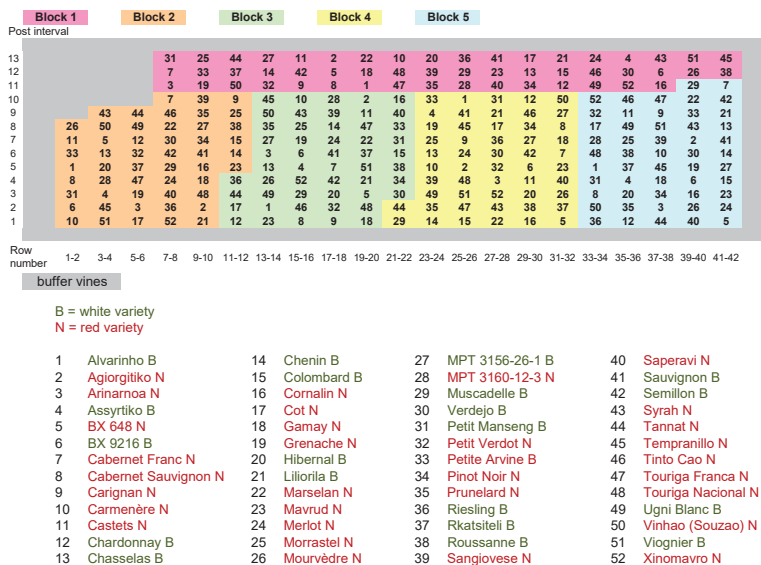 Block 1 Block 2 Block 3 Block 4 Block 5
Post interval
13 31 25 44 27 11 2 22 10 20 36 41 17 21 24 4 43 51 45
12 7 33 37 14 42 5 18 48 39 29 23 13 15 46 30 6 26 38
11 3 19 50 32 9 8 1 47 35 28 40 34 12 49 52 16 29 7
10 7 39 9 45 10 28 2 16 33 1 31 12 50 52 46 47 22 42
9 43 44 46 35 25 50 43 39 11 40 4 41 21 46 27 32 11 9 33 21
8 26 50 49 22 27 38 35 25 14 47 33 19 45 17 34 8 17 49 51 43 13
7 11 5 12 30 34 15 27 19 24 22 31 25 9 36 27 18 28 25 39 2 41
6 33 13 32 42 41 14 3 6 41 37 15 13 24 30 42 7 48 38 10 30 14
5 1 20 37 29 16 23 13 4 7 51 38 10 2 32 6 23 1 37 45 19 27
4 8 28 47 24 18 36 26 52 42 21 34 39 48 3 11 40 31 4 18 6 15
3 31 4 19 40 48 44 49 29 20 5 30 49 51 52 20 26 8 20 34 16 23
2 6 45 3 36 2 17 1 46 32 48 44 35 47 43 38 37 50 35 3 26 24
1 10 51 17 52 21 12 23 8 9 18 29 14 15 22 16 5 36 12 44 40 5
Row
number 1-2 3-4 5-6 7-8 9-10 11-12 13-14 15-16 17-18 19-20 21-22 23-24 25-26 27-28 29-30 31-32 33-34 35-36 37-38 39-40 41-42
buffer vines
B = white variety
N = red variety
1 Alvarinho B
2 Agiorgitiko N
3 Arinarnoa N
4 Assyrtiko B
5 BX 648 N
6 BX 9216 B
7 Cabernet Franc N
8 Cabernet Sauvignon N
9 Carignan N
10 Carmenère N
11 Castets N
12 Chardonnay B
13 Chasselas B
14 Chenin B
15 Colombard B
16 Cornalin N
17 Cot N
18 Gamay N
19 Grenache N
20 Hibernal B
21 Liliorila B
22 Marselan N
23 Mavrud N
24 Merlot N
25 Morrastel N
26 Mourvèdre N
27 MPT 3156-26-1 B
28 MPT 3160-12-3 N
29 Muscadelle B
30 Verdejo B
31 Petit Manseng B
32 Petit Verdot N
33 Petite Arvine B
34 Pinot Noir N
35 Prunelard N
36 Riesling B
37 Rkatsiteli B
38 Roussanne B
39 Sangiovese N
40 Saperavi N
41 Sauvignon B
42 Semillon B
43 Syrah N
44 Tannat N
45 Tempranillo N
46 Tinto Cao N
47 Touriga Franca N
48 Touriga Nacional N
49 Ugni Blanc B
50 Vinhao (Souzao) N
51 Viognier B
52 Xinomavro N